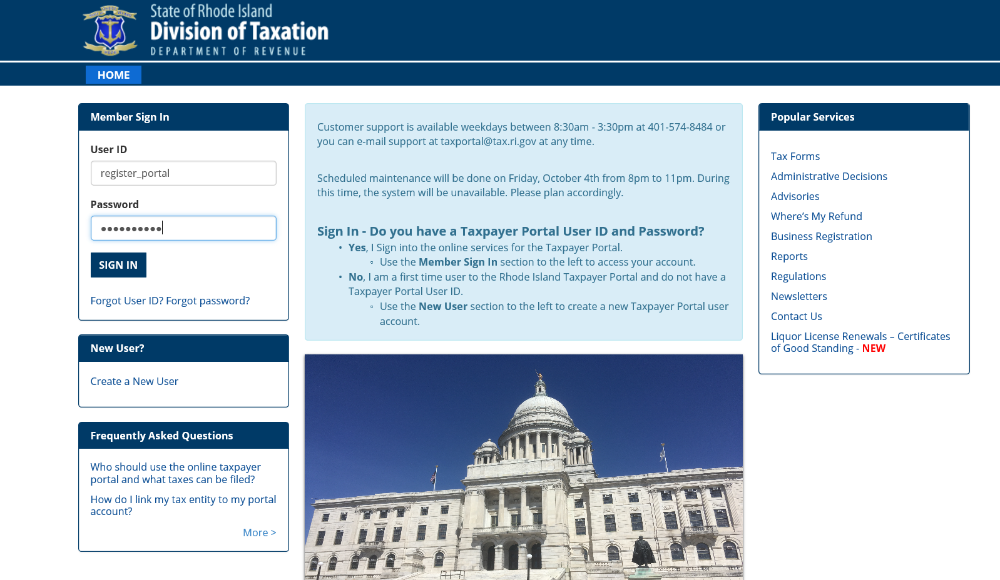 State of Rhode Island
Division of Taxation
DEPARTMENT OF REVENUE
HOME
Member Sign In
User ID
register_portal
Password
●●●●●●●●●●
SIGN IN
Forgot User ID? Forgot password?
New User?
Create a New User
Frequently Asked Questions
Who should use the online taxpayer
portal and what taxes can be filed?
How do I link my tax entity to my portal
account?
More >
Customer support is available weekdays between 8:30am - 3:30pm at 401-574-8484 or
you can e-mail support at taxportal@tax.ri.gov at any time.
Scheduled maintenance will be done on Friday, October 4th from 8pm to 11pm. During
this time, the system will be unavailable. Please plan accordingly.
Sign In - Do you have a Taxpayer Portal User ID and Password?
• Yes, I Sign into the online services for the Taxpayer Portal.
◦ Use the Member Sign In section to the left to access your account.
• No, I am a first time user to the Rhode Island Taxpayer Portal and do not have a
Taxpayer Portal User ID.
◦ Use the New User section to the left to create a new Taxpayer Portal user
account.
Popular Services
Tax Forms
Administrative Decisions
Advisories
Where's My Refund
Business Registration
Reports
Regulations
Newsletters
Contact Us
Liquor License Renewals – Certificates
of Good Standing - NEW